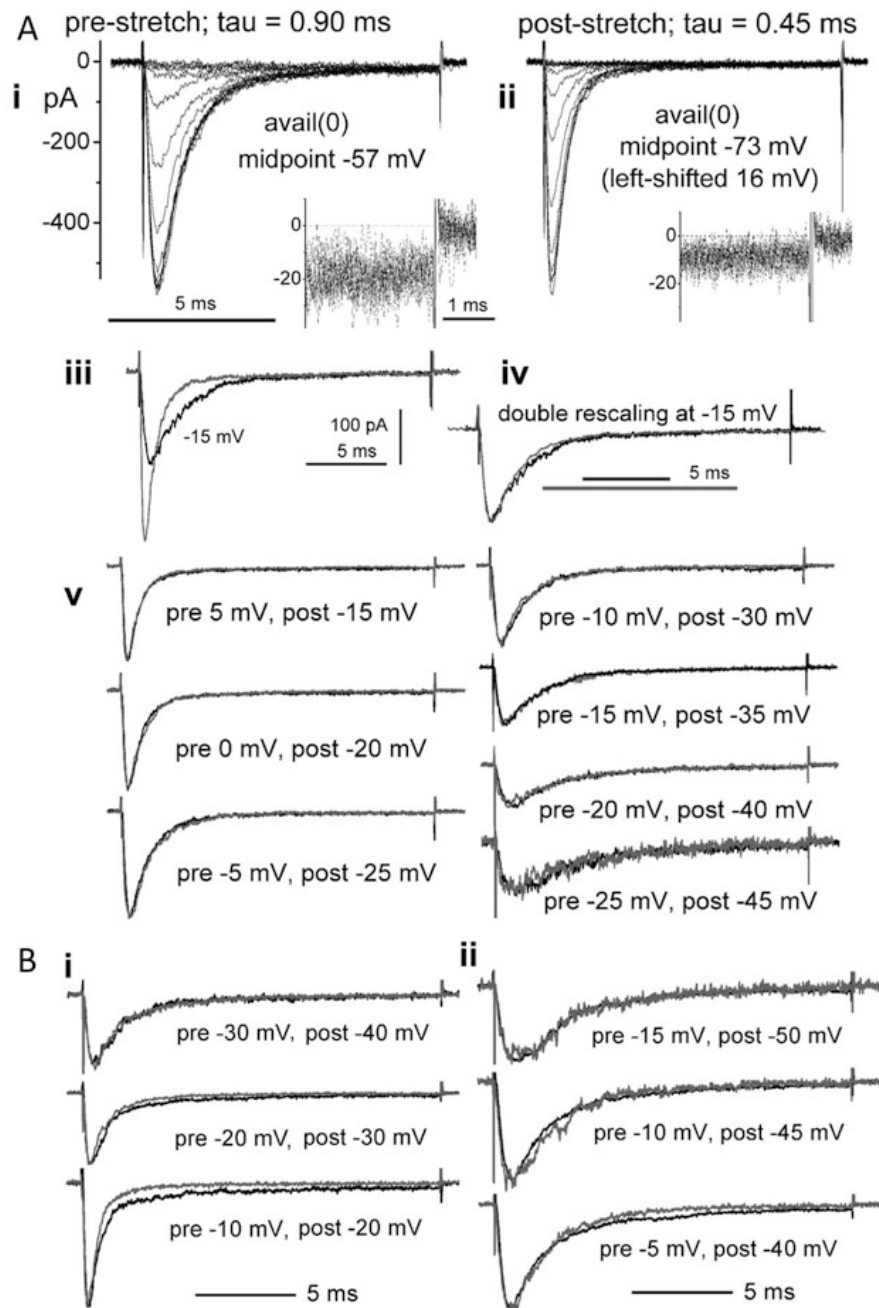 A
pre-stretch; tau = 0.90 ms
post-stretch; tau = 0.45 ms
i
0
pA
-200
-400
avail(0)
midpoint -57 mV
0
-20
5 ms
1 ms
ii
avail(0)
midpoint -73 mV
(left-shifted 16 mV)
0
-20
iii
-15 mV
100 pA
5 ms
iv
double rescaling at -15 mV
5 ms
v
pre 5 mV, post -15 mV
pre 0 mV, post -20 mV
pre -5 mV, post -25 mV
pre -10 mV, post -30 mV
pre -15 mV, post -35 mV
pre -20 mV, post -40 mV
pre -25 mV, post -45 mV
B
i
pre -30 mV, post -40 mV
pre -20 mV, post -30 mV
pre -10 mV, post -20 mV
5 ms
ii
pre -15 mV, post -50 mV
pre -10 mV, post -45 mV
pre -5 mV, post -40 mV
5 ms